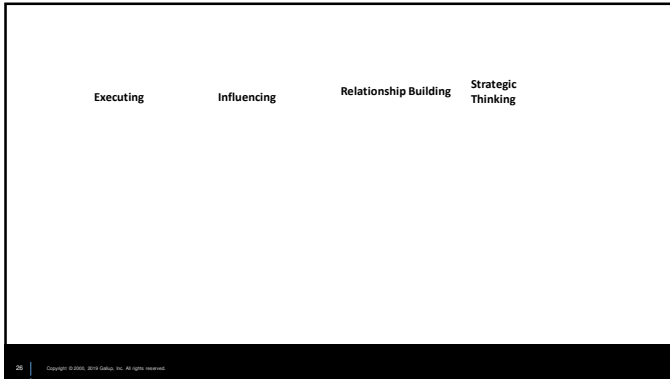 Executing
Influencing
Relationship Building
Strategic
Thinking
26
Copyright © 2000, 2019 Gallup, Inc. All rights reserved.